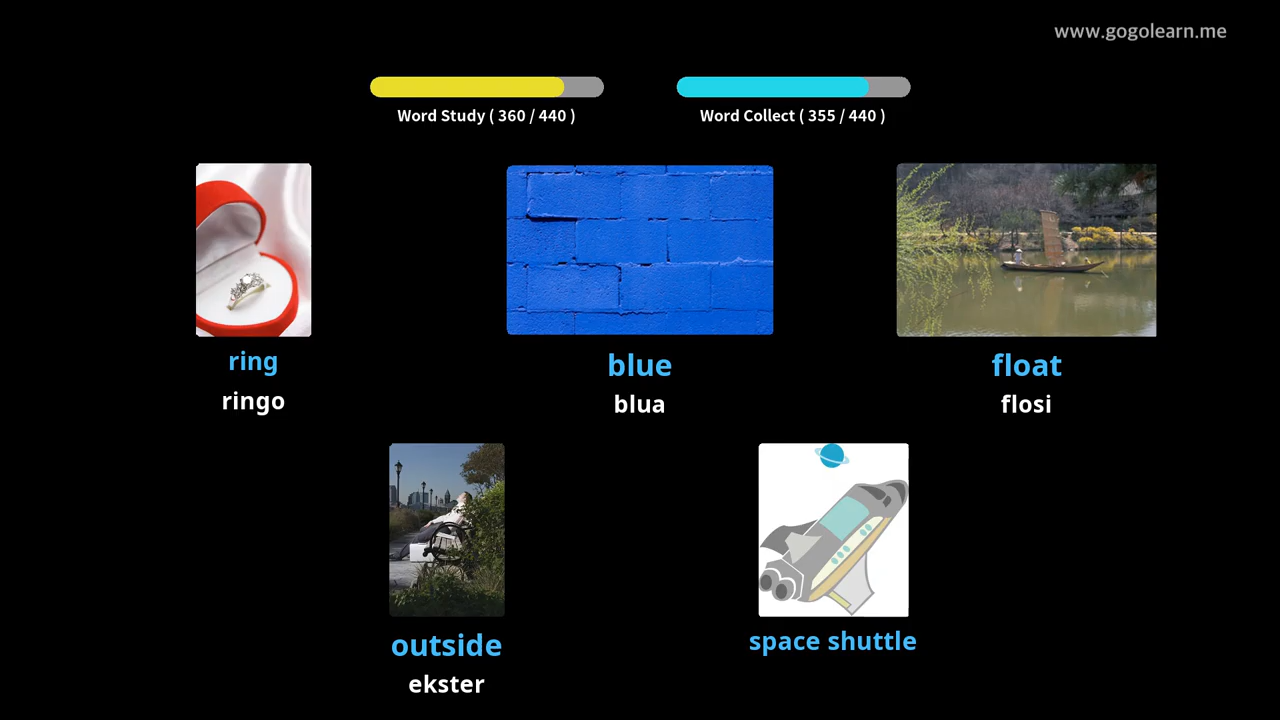 www.gogolearn.me
Word Study ( 360 / 440 )
Word Collect ( 355 / 440 )
ring
ringo
blue
blua
float
flosi
outside
ekster
space shuttle